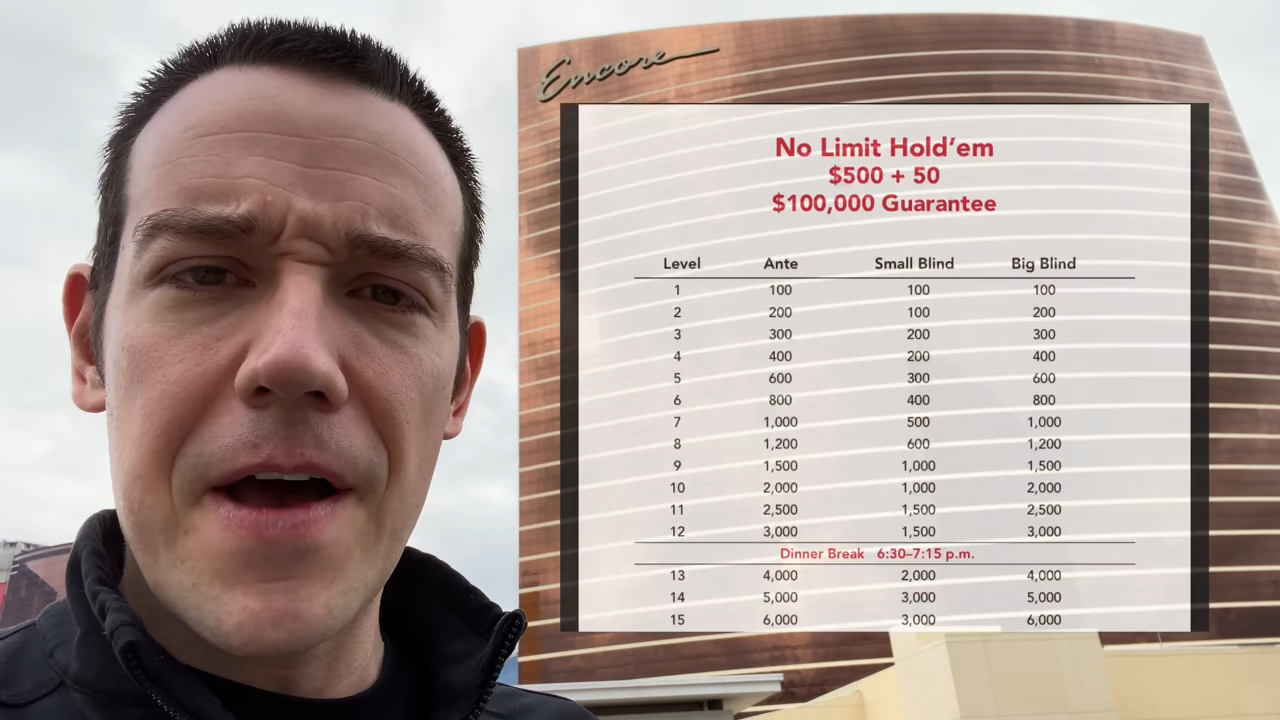 Encore
No Limit Hold'em
$500 + 50
$100,000 Guarantee
Level Ante Small Blind Big Blind
1 100 100 100
2 200 100 200
3 300 200 300
4 400 200 400
5 600 300 600
6 800 400 800
7 1,000 500 1,000
8 1,200 600 1,200
9 1,500 1,000 1,500
10 2,000 1,000 2,000
11 2,500 1,500 2,500
12 3,000 1,500 3,000
Dinner Break 6:30–7:15 p.m.
13 4,000 2,000 4,000
14 5,000 3,000 5,000
15 6,000 3,000 6,000